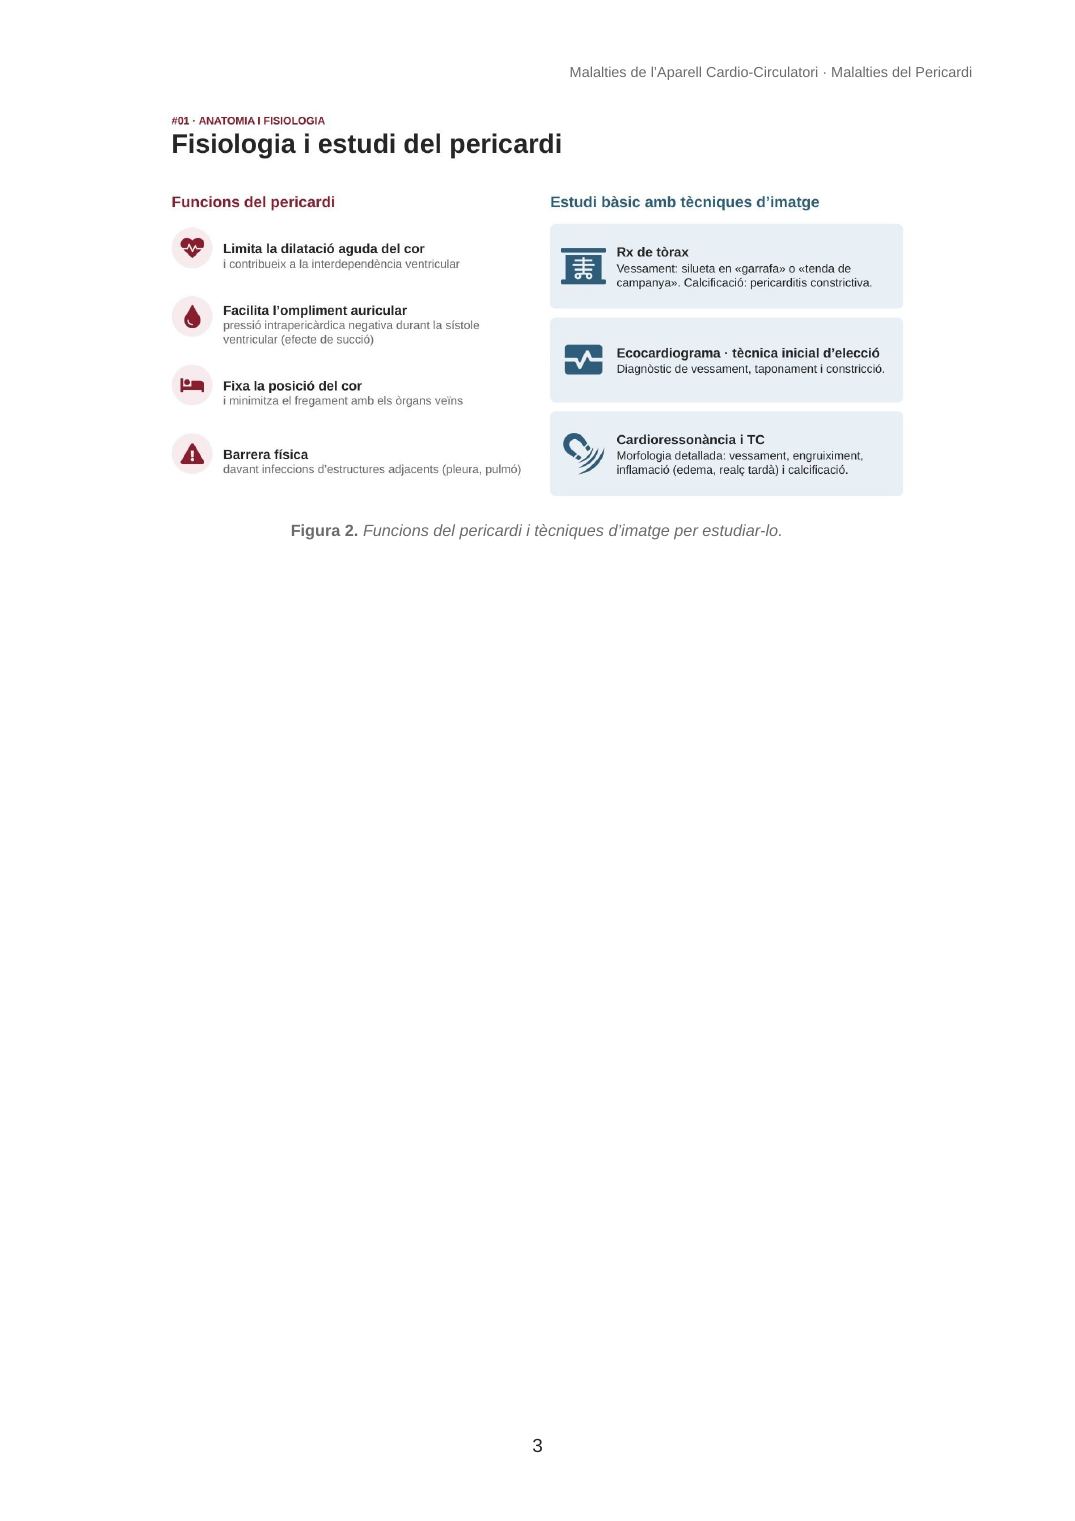 Malalties de l’Aparell Cardio-Circulatori · Malalties del Pericardi
#01 · ANATOMIA I FISIOLOGIA
Fisiologia i estudi del pericardi
Funcions del pericardi
Limita la dilatació aguda del cor
i contribueix a la interdependència ventricular
Facilita l’ompliment auricular
pressió intrapericàrdica negativa durant la sístole
ventricular (efecte de succió)
Fixa la posició del cor
i minimitza el fregament amb els òrgans veïns
Barrera física
davant infeccions d’estructures adjacents (pleura, pulmó)
Estudi bàsic amb tècniques d’imatge
Rx de tòrax
Vessament: silueta en «garrafa» o «tenda de
campanya». Calcificació: pericarditis constrictiva.
Ecocardiograma · tècnica inicial d’elecció
Diagnòstic de vessament, taponament i constricció.
Cardioressonància i TC
Morfologia detallada: vessament, engruiximent,
inflamació (edema, realç tardà) i calcificació.
Figura 2. Funcions del pericardi i tècniques d’imatge per estudiar-lo.
3